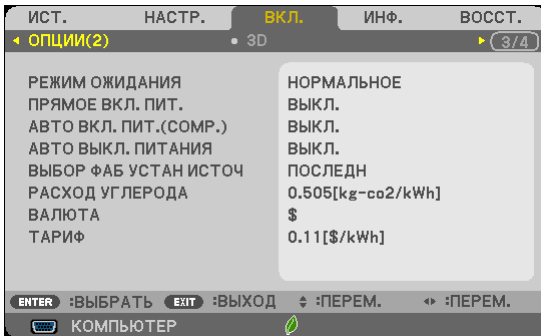 ИСТ. НАСТР. ВКЛ. ИНФ. ВОССТ.
ОПЦИИ(2) 3D 3/4
РЕЖИМ ОЖИДАНИЯ НОРМАЛЬНОЕ
ПРЯМОЕ ВКЛ. ПИТ. ВЫКЛ.
АВТО ВКЛ. ПИТ.(COMP.) ВЫКЛ.
АВТО ВЫКЛ. ПИТАНИЯ ВЫКЛ.
ВЫБОР ФАБ УСТАН ИСТОЧ ПОСЛЕДН
РАСХОД УГЛЕРОДА 0.505[kg-co2/kWh]
ВАЛЮТА $
ТАРИФ 0.11[$/kWh]
ENTER :ВЫБРАТЬ EXIT :ВЫХОД :ПЕРЕМ. :ПЕРЕМ.
КОМПЬЮТЕР